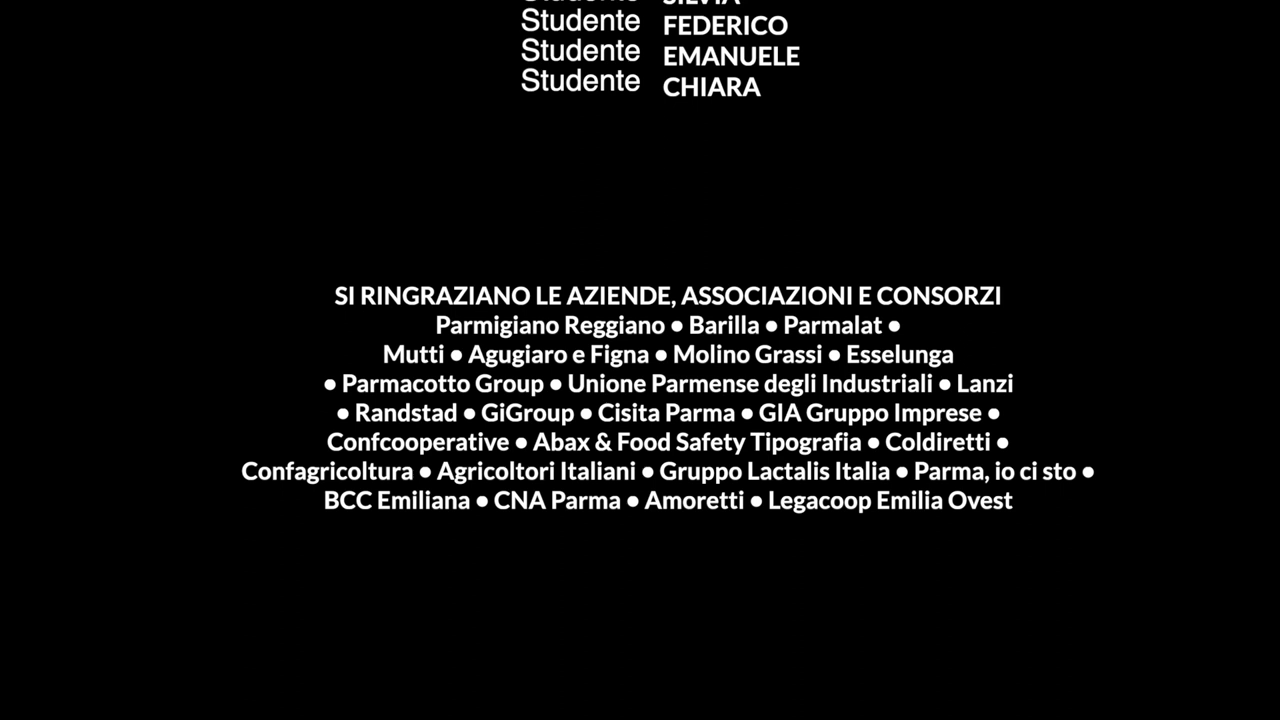 Studente SILVIA
Studente FEDERICO
Studente EMANUELE
Studente CHIARA
SI RINGRAZIANO LE AZIENDE, ASSOCIAZIONI E CONSORZI
Parmigiano Reggiano • Barilla • Parmalat •
Mutti • Agugiaro e Figna • Molino Grassi • Esselunga
• Parmacotto Group • Unione Parmense degli Industriali • Lanzi
• Randstad • GiGroup • Cisita Parma • GIA Gruppo Imprese •
Confcooperative • Abax & Food Safety Tipografia • Coldiretti •
Confagricoltura • Agricoltori Italiani • Gruppo Lactalis Italia • Parma, io ci sto •
BCC Emiliana • CNA Parma • Amoretti • Legacoop Emilia Ovest